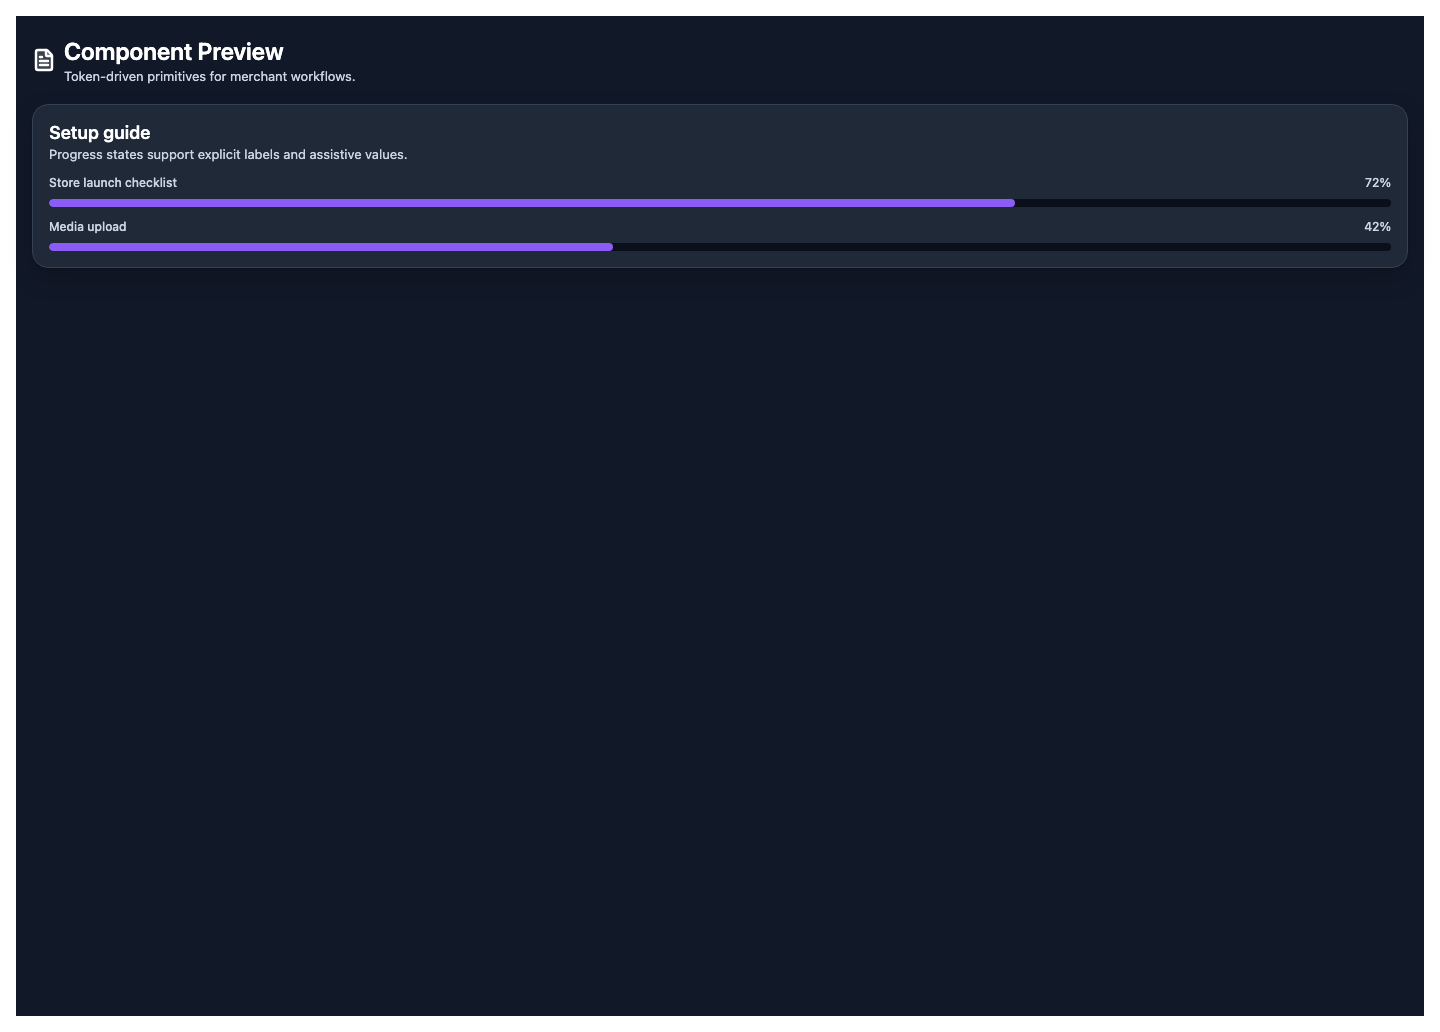 Component Preview
Token-driven primitives for merchant workflows.
Setup guide
Progress states support explicit labels and assistive values.
Store launch checklist 72%
Media upload 42%